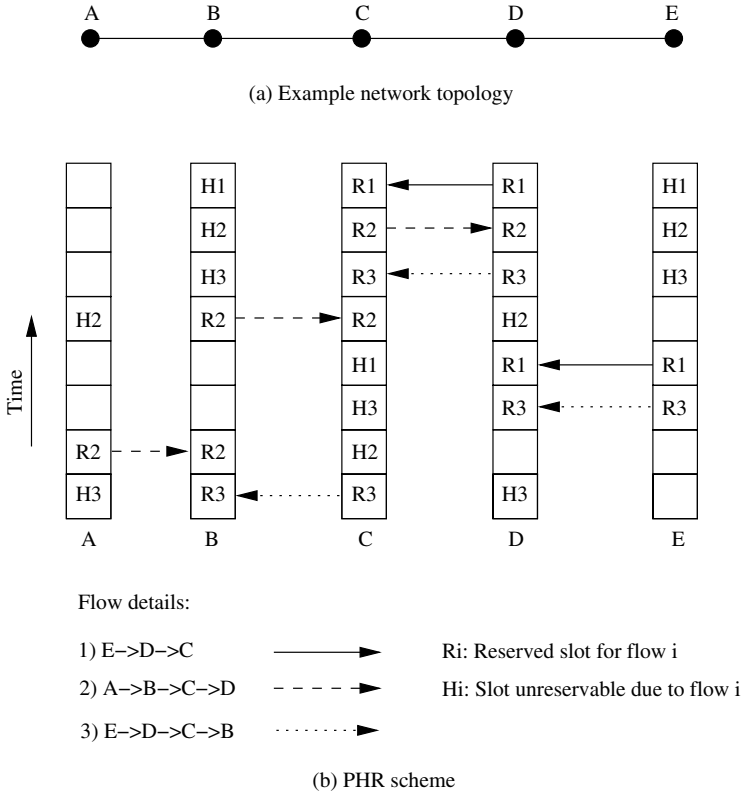 A B C D E
(a) Example network topology
H1 R1 R1 H1
H2 R2 R2 H2
H3 R3 R3 H3
H2 R2 R2 H2
H1 R1 R1
H3 R3 R3
R2 R2 H2
H3 R3 R3 H3
Time
A B C D E
Flow details:
1) E–>D–>C Ri: Reserved slot for flow i
2) A–>B–>C–>D Hi: Slot unreservable due to flow i
3) E–>D–>C–>B
(b) PHR scheme